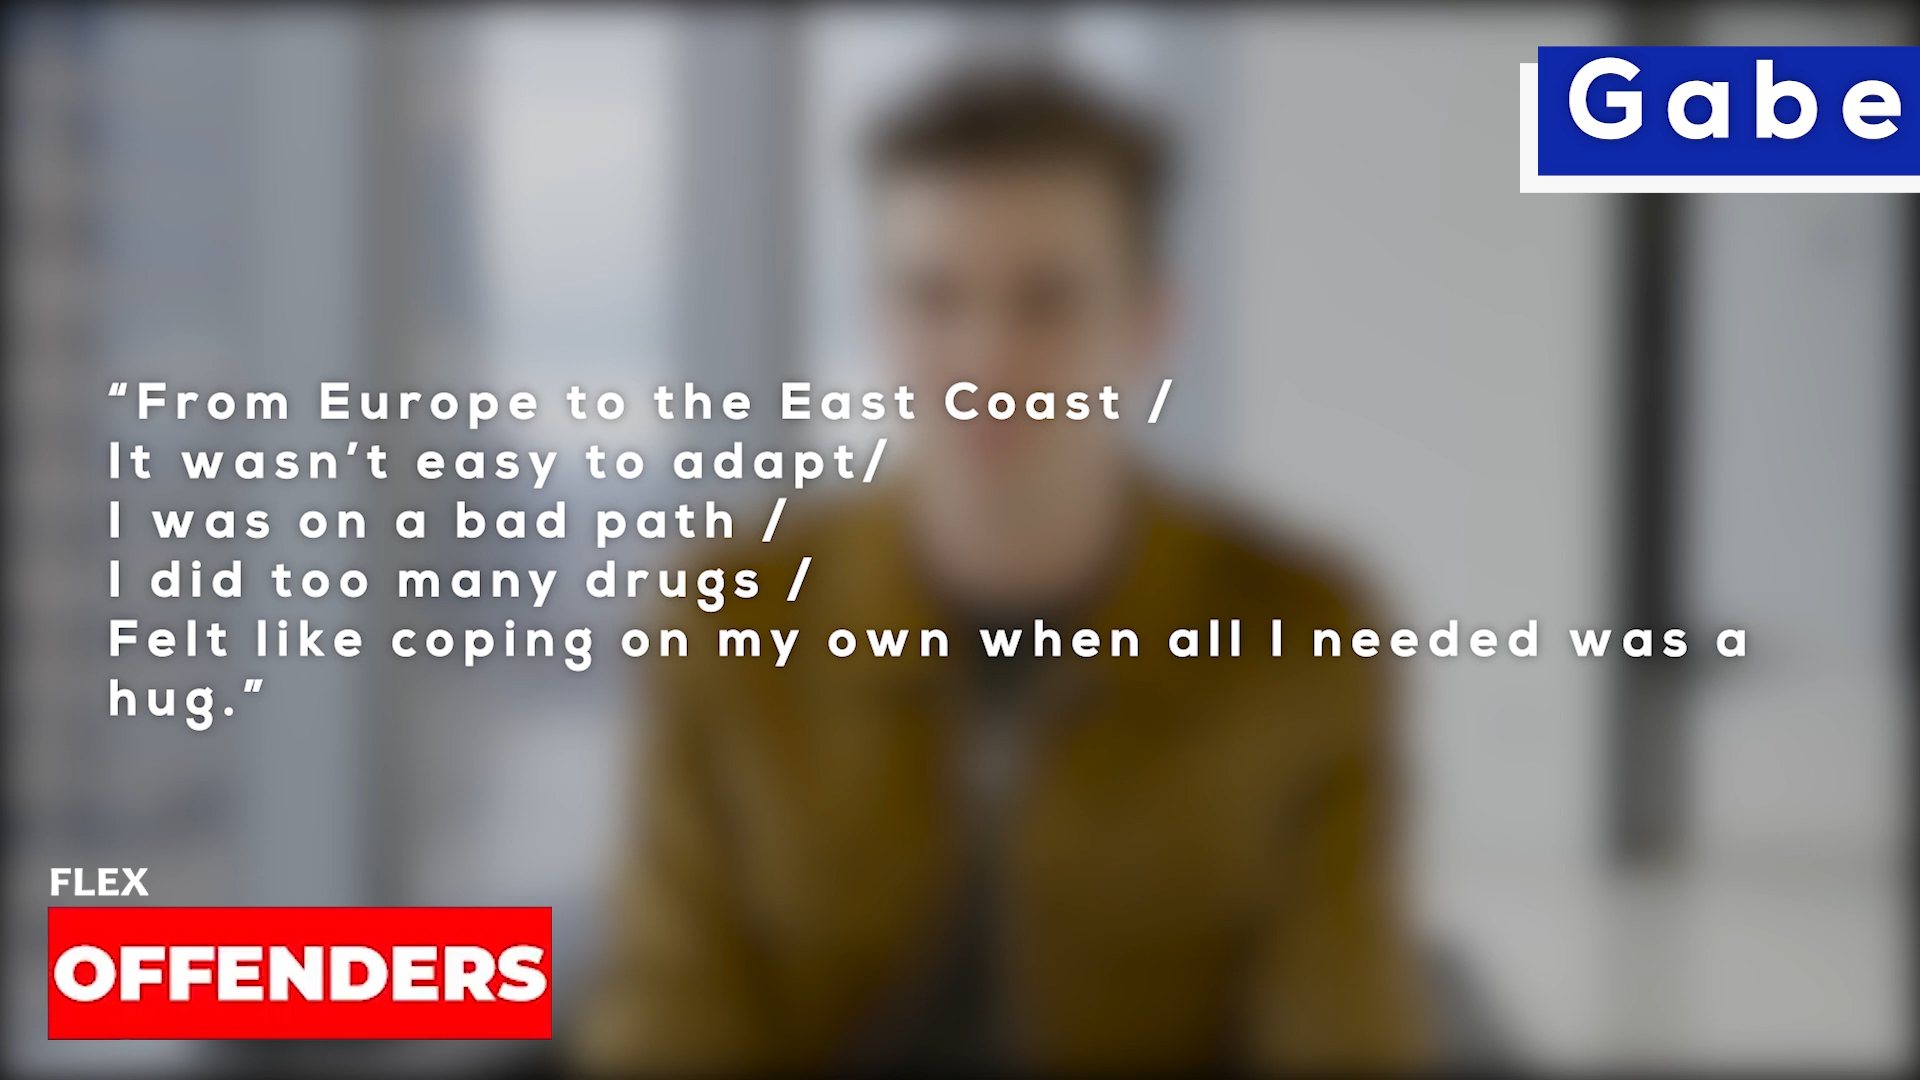 Gabe
“From Europe to the East Coast /
It wasn’t easy to adapt/
I was on a bad path /
I did too many drugs /
Felt like coping on my own when all I needed was a
hug.”
FLEX
OFFENDERS